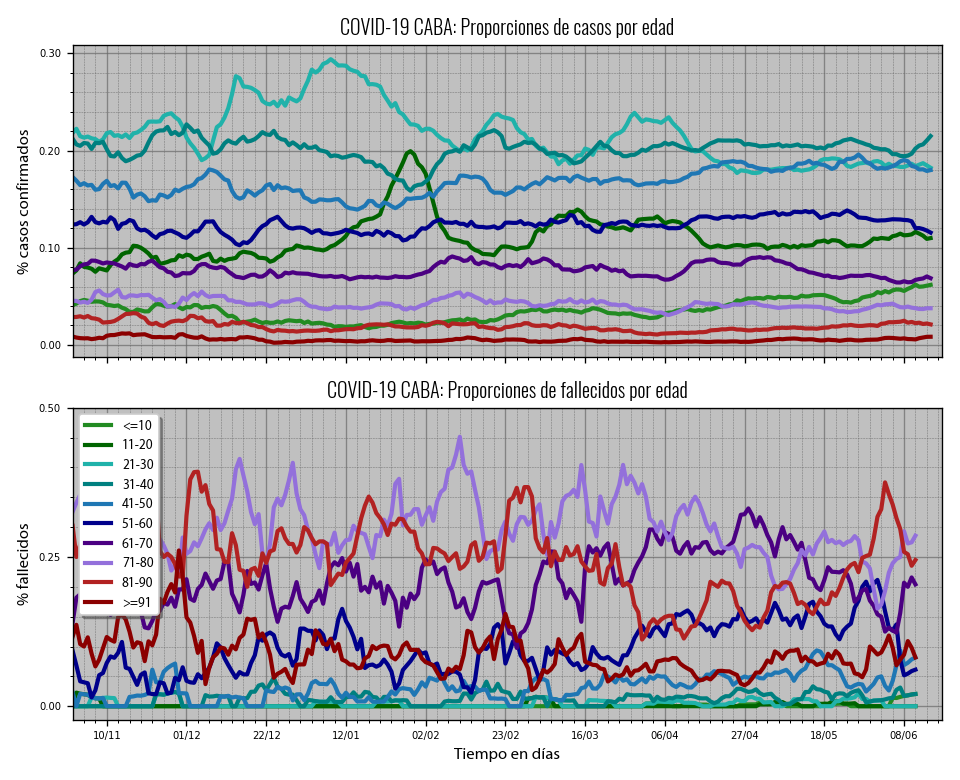 COVID-19 CABA: Proporciones de casos por edad
% casos confirmados
0.30
0.20
0.10
0.00
COVID-19 CABA: Proporciones de fallecidos por edad
% fallecidos
0.50
0.25
0.00
<=10
11-20
21-30
31-40
41-50
51-60
61-70
71-80
81-90
>=91
10/11 01/12 22/12 12/01 02/02 23/02 16/03 06/04 27/04 18/05 08/06
Tiempo en días